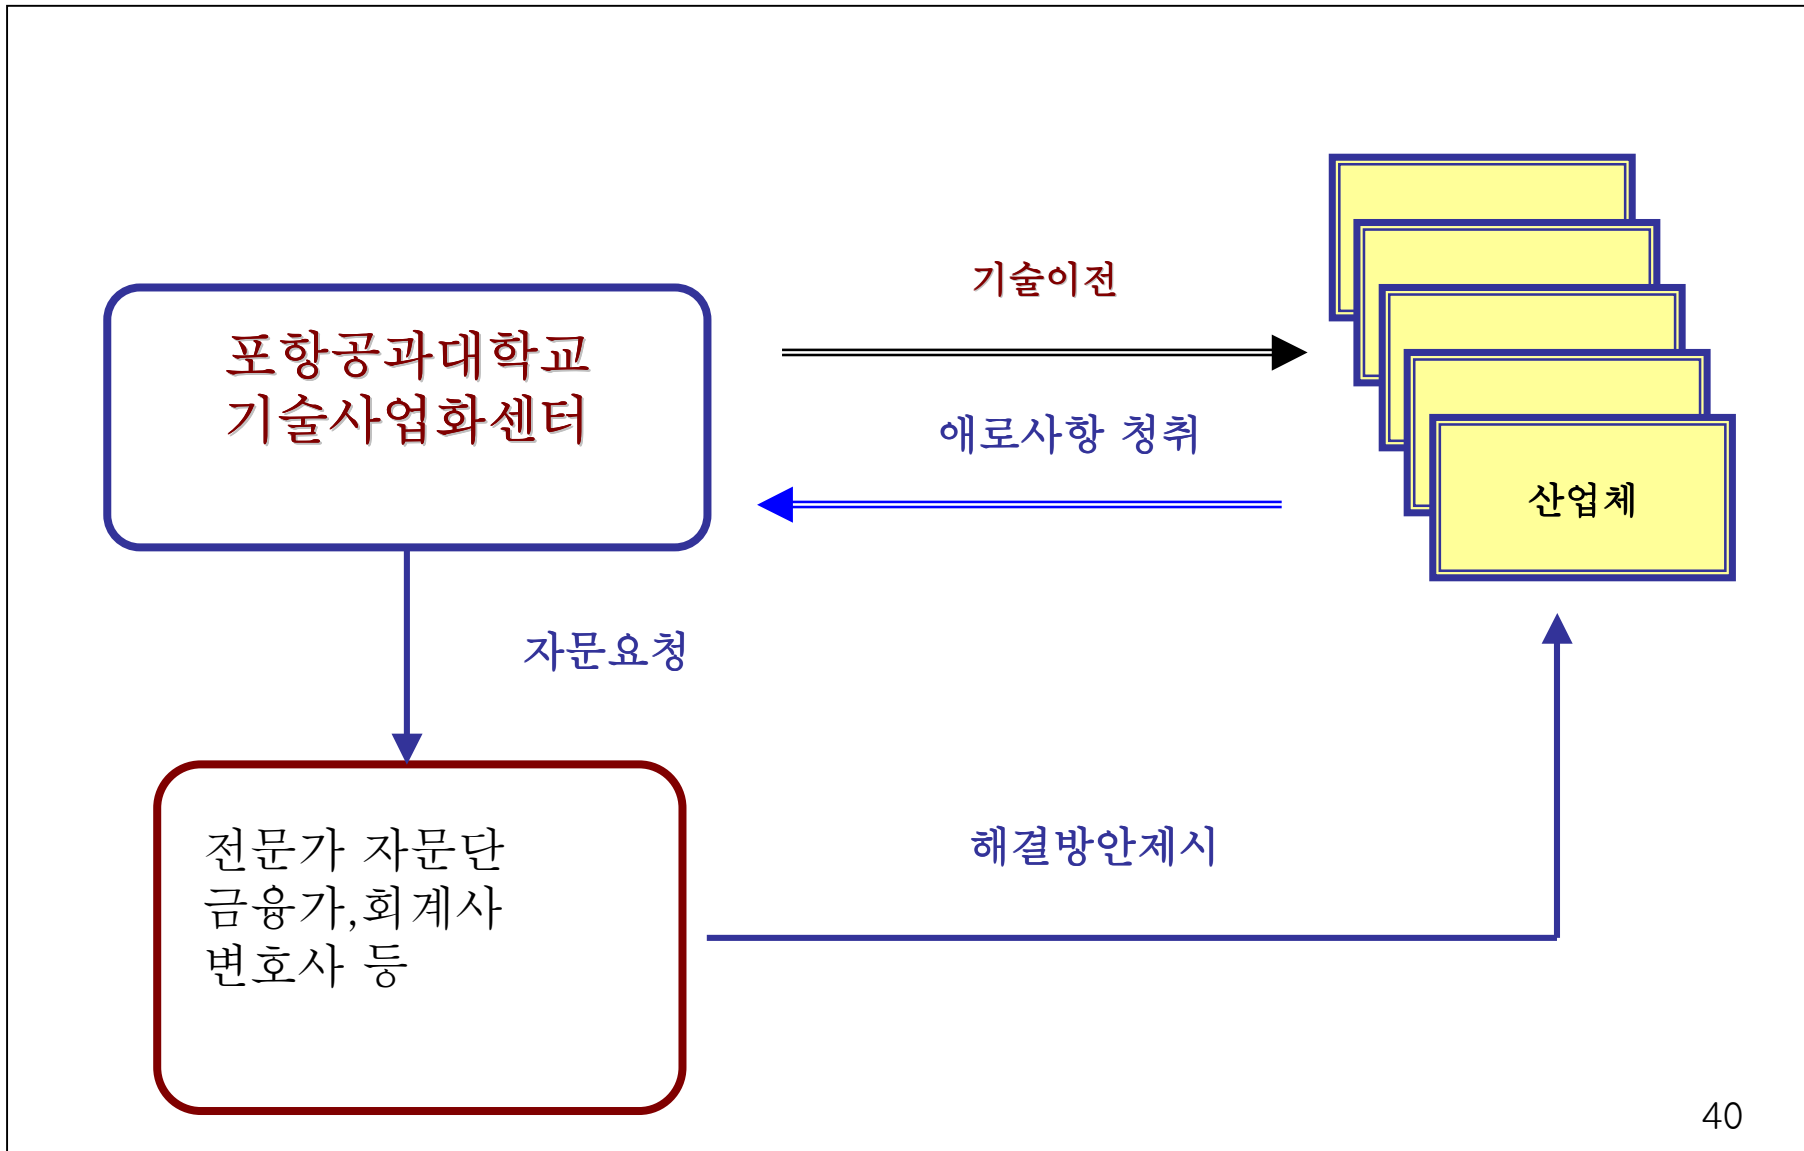 기술이전
포항공과대학교
기술사업화센터
애로사항 청취
산업체
자문요청
전문가 자문단
금융가,회계사
변호사 등
해결방안제시
40